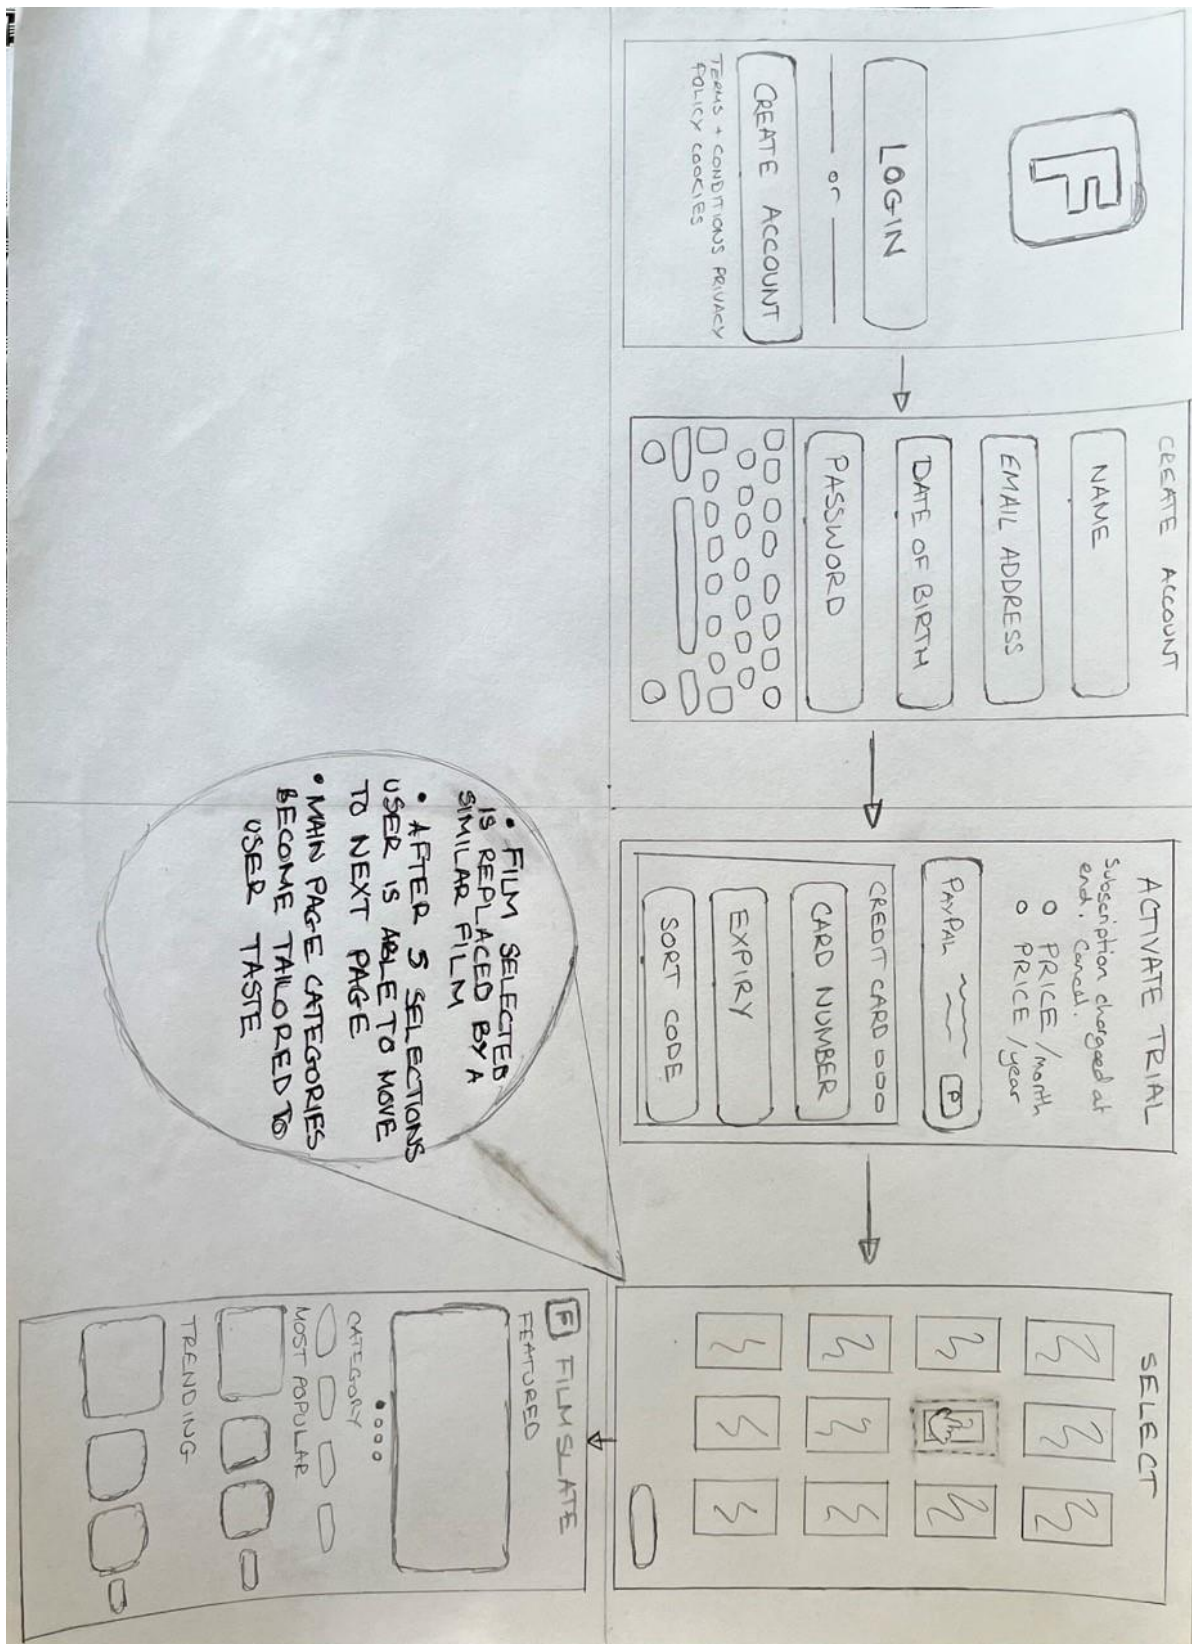 F
LOGIN
or
CREATE ACCOUNT
TERMS + CONDITIONS PRIVACY
POLICY COOKIES
CREATE ACCOUNT
NAME
EMAIL ADDRESS
DATE OF BIRTH
PASSWORD
ACTIVATE TRIAL
Subscription charged at
end. Cancel.
PRICE /month
PRICE /year
PAYPAL P
CREDIT CARD
CARD NUMBER
EXPIRY
SORT CODE
SELECT
• FILM SELECTED
IS REPLACED BY A
SIMILAR FILM
• AFTER 5 SELECTIONS
USER IS ABLE TO MOVE
TO NEXT PAGE
• MAIN PAGE CATEGORIES
BECOME TAILORED TO
USER TASTE
F FILMSLATE
FEATURED
CATEGORY
MOST POPULAR
TRENDING